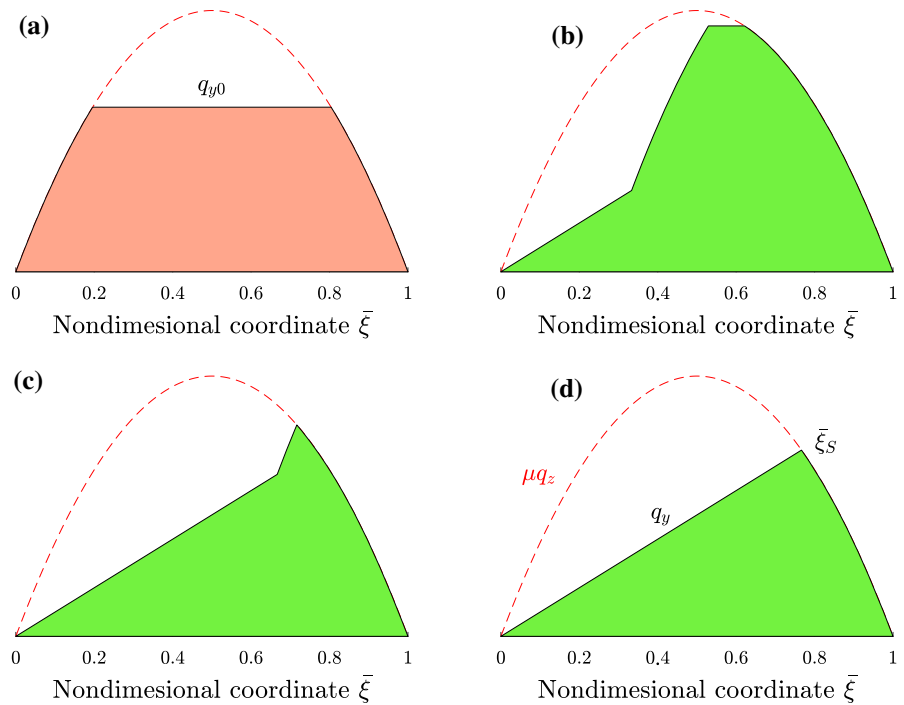 (a)
q_{y0}
0 0.2 0.4 0.6 0.8 1
Nondimesional coordinate ξ̄
(b)
0 0.2 0.4 0.6 0.8 1
Nondimesional coordinate ξ̄
(c)
0 0.2 0.4 0.6 0.8 1
Nondimesional coordinate ξ̄
(d)
ξ̄_S
μq_z
q_y
0 0.2 0.4 0.6 0.8 1
Nondimesional coordinate ξ̄